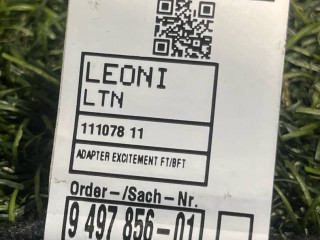 LEONI
LTN
111078 11
ADAPTER EXCITEMENT FT/BFT
Order-/Sach-Nr.
9 497 856-01